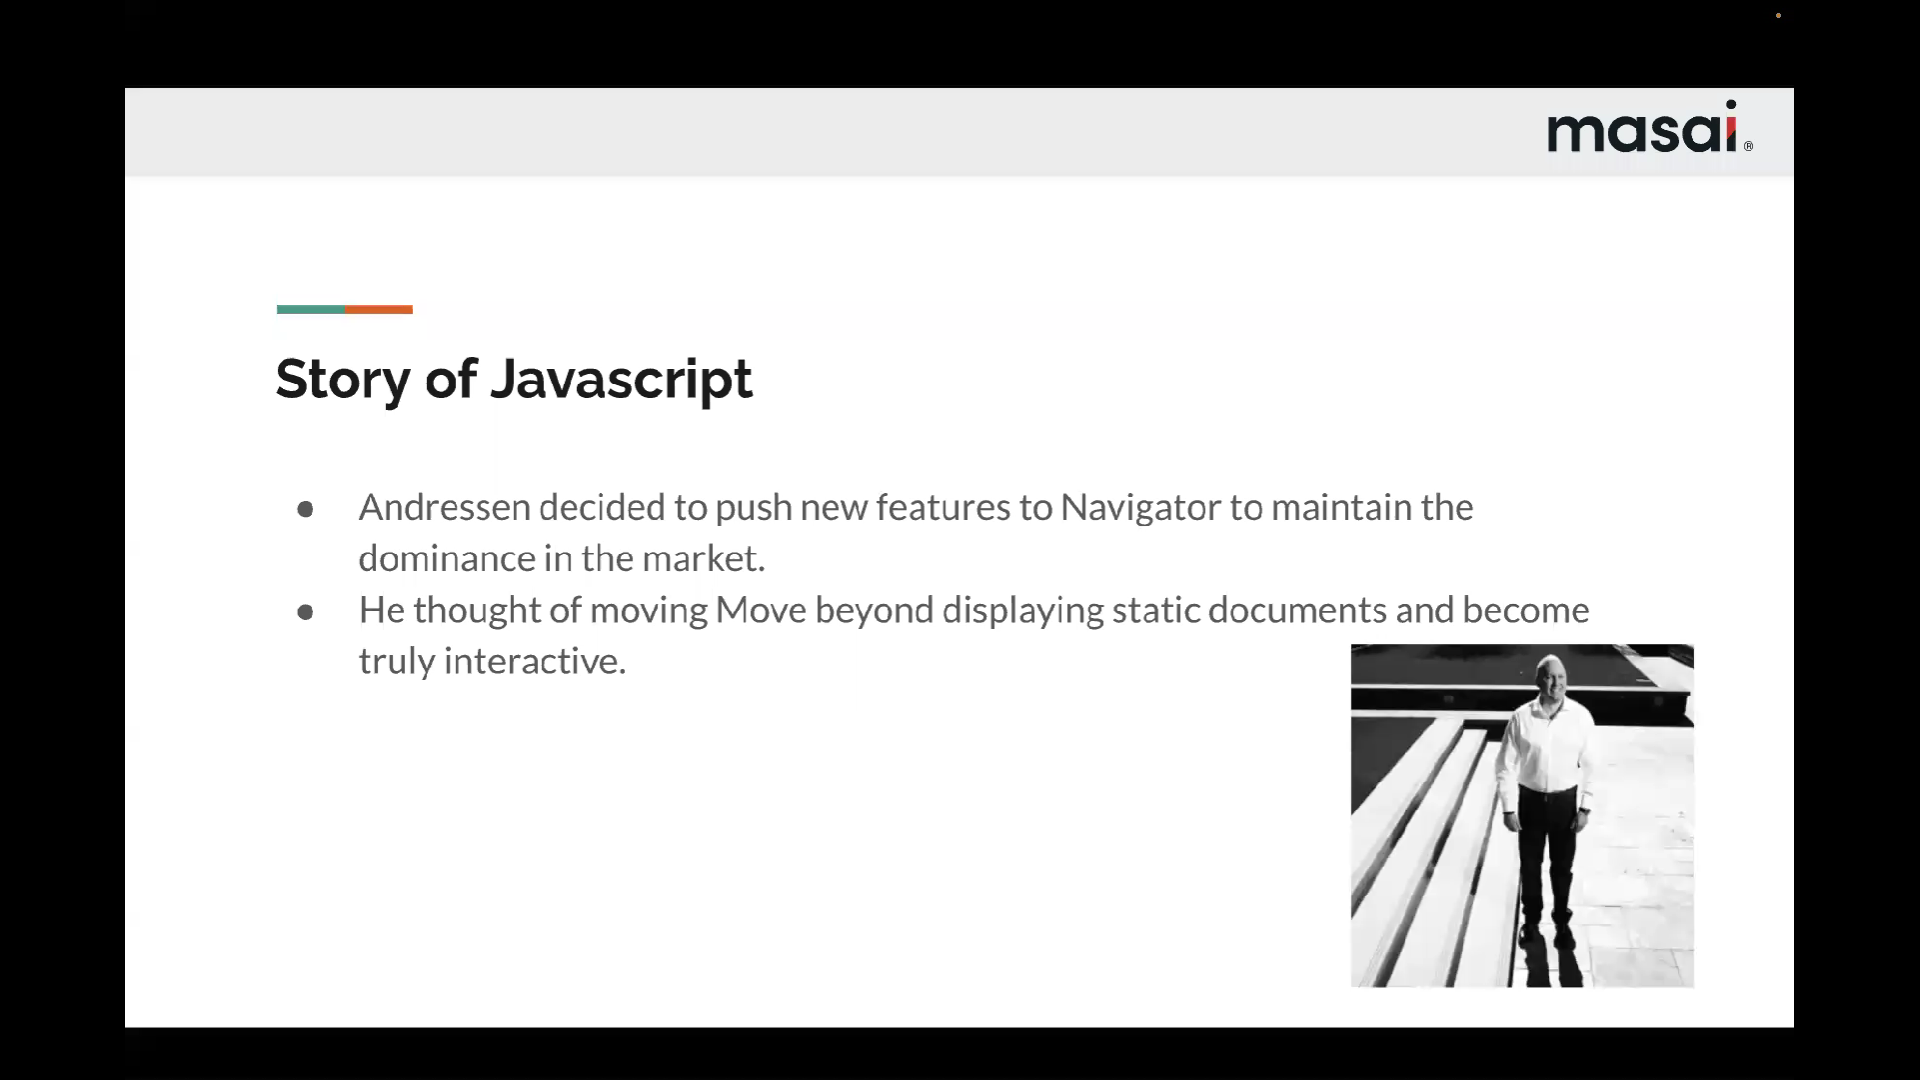 masai®
Story of Javascript
● Andressen decided to push new features to Navigator to maintain the
dominance in the market.
● He thought of moving Move beyond displaying static documents and become
truly interactive.